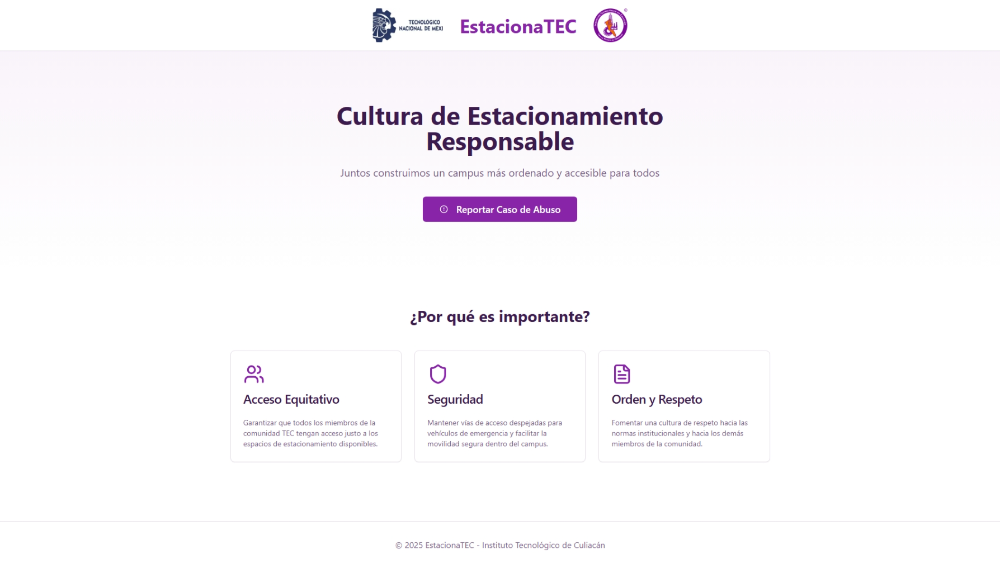 TECNOLÓGICO
NACIONAL DE MEXI
EstacionaTEC
Cultura de Estacionamiento
Responsable
Juntos construimos un campus más ordenado y accesible para todos
Reportar Caso de Abuso
¿Por qué es importante?
Acceso Equitativo
Garantizar que todos los miembros de la
comunidad TEC tengan acceso justo a los
espacios de estacionamiento disponibles.
Seguridad
Mantener vías de acceso despejadas para
vehículos de emergencia y facilitar la
movilidad segura dentro del campus.
Orden y Respeto
Fomentar una cultura de respeto hacia las
normas institucionales y hacia los demás
miembros de la comunidad.
© 2025 EstacionaTEC - Instituto Tecnológico de Culiacán